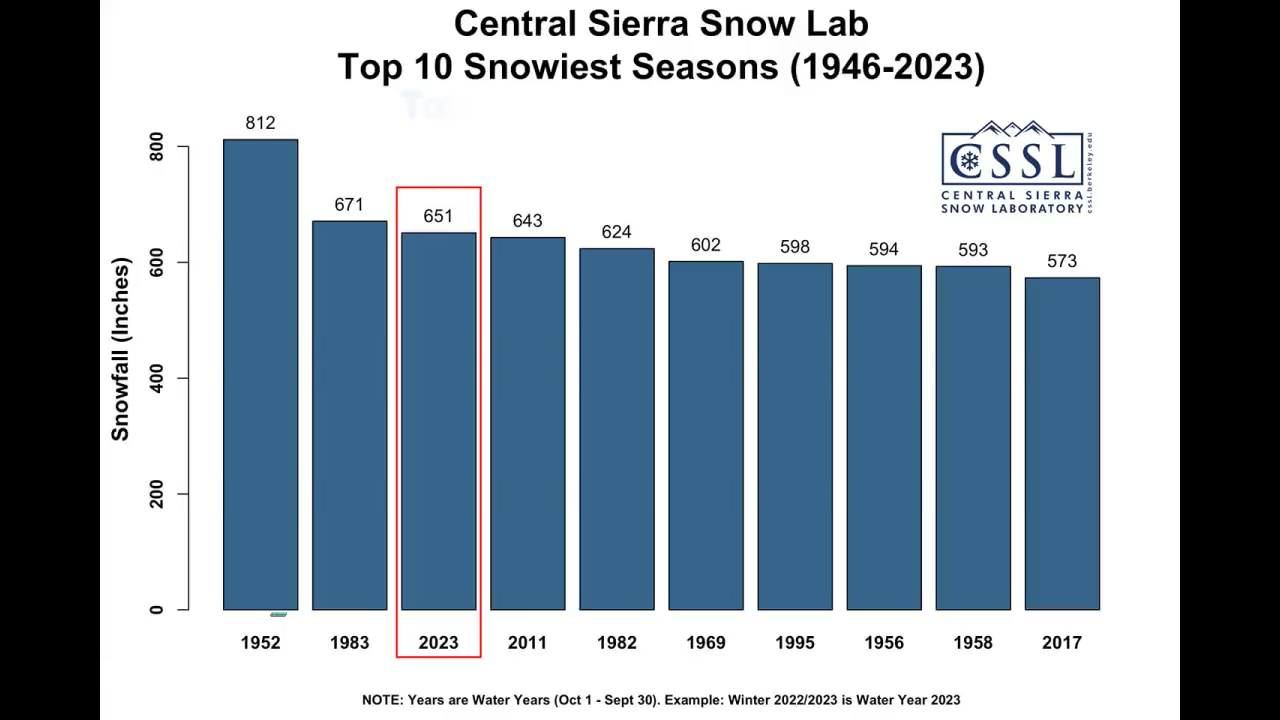 Central Sierra Snow Lab
Top 10 Snowiest Seasons (1946-2023)
812
671
651
643
624
602
598
594
593
573
800
600
400
200
0
Snowfall (Inches)
CSSL
CENTRAL SIERRA
SNOW LABORATORY
cssl.berkeley.edu
1952 1983 2023 2011 1982 1969 1995 1956 1958 2017
NOTE: Years are Water Years (Oct 1 - Sept 30). Example: Winter 2022/2023 is Water Year 2023